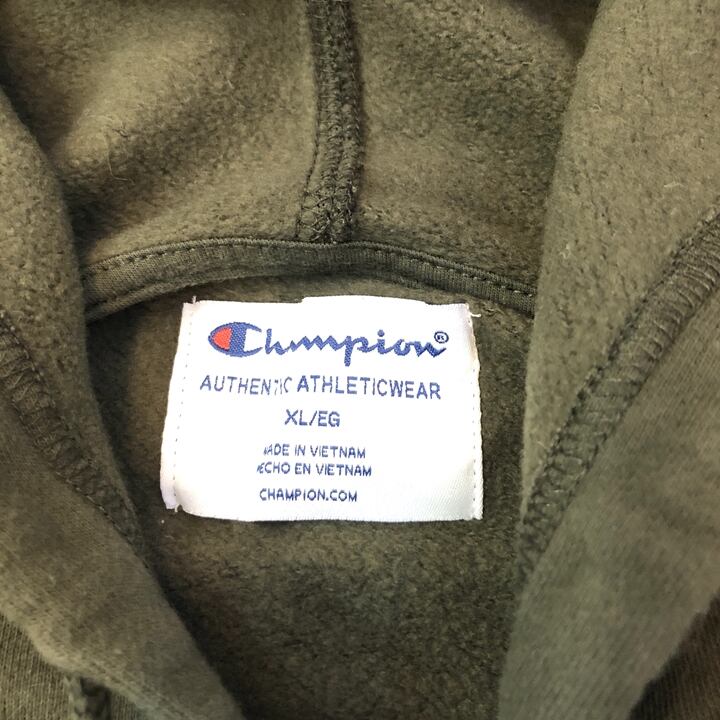 Champion®
AUTHENTIC ATHLETICWEAR
XL/EG
ADE IN VIETNAM
ECHO EN VIETNAM
CHAMPION.COM